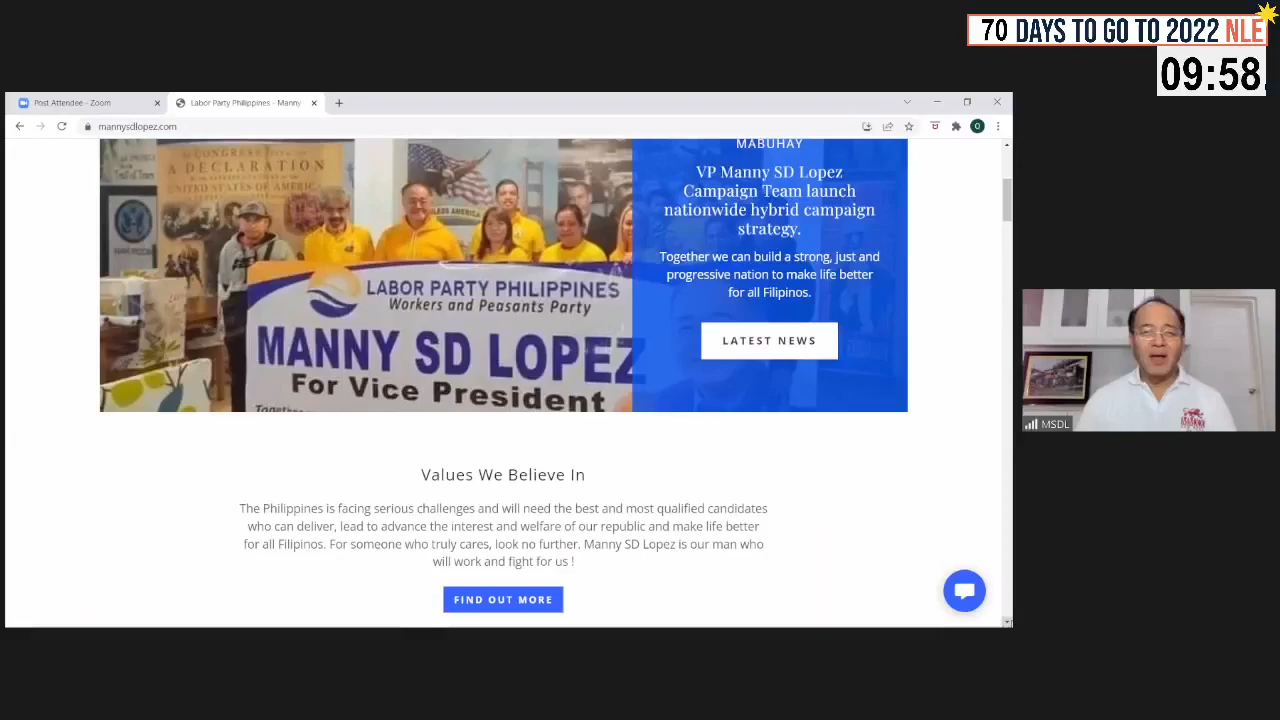 70 DAYS TO GO TO 2022 NLE
09:58
Post Attendee - Zoom
Labor Party Philippines - Manny
mannysdlopez.com
A DECLARATION
UNITED STATES OF AMERICA
BLESS AMERICA
LABOR PARTY PHILIPPINES
Workers and Peasants Party
MANNY SD LOPEZ
For Vice President
MABUHAY
VP Manny SD Lopez
Campaign Team launch
nationwide hybrid campaign
strategy.
Together we can build a strong, just and
progressive nation to make life better
for all Filipinos.
LATEST NEWS
Values We Believe In
The Philippines is facing serious challenges and will need the best and most qualified candidates
who can deliver, lead to advance the interest and welfare of our republic and make life better
for all Filipinos. For someone who truly cares, look no further. Manny SD Lopez is our man who
will work and fight for us !
FIND OUT MORE
MSDL